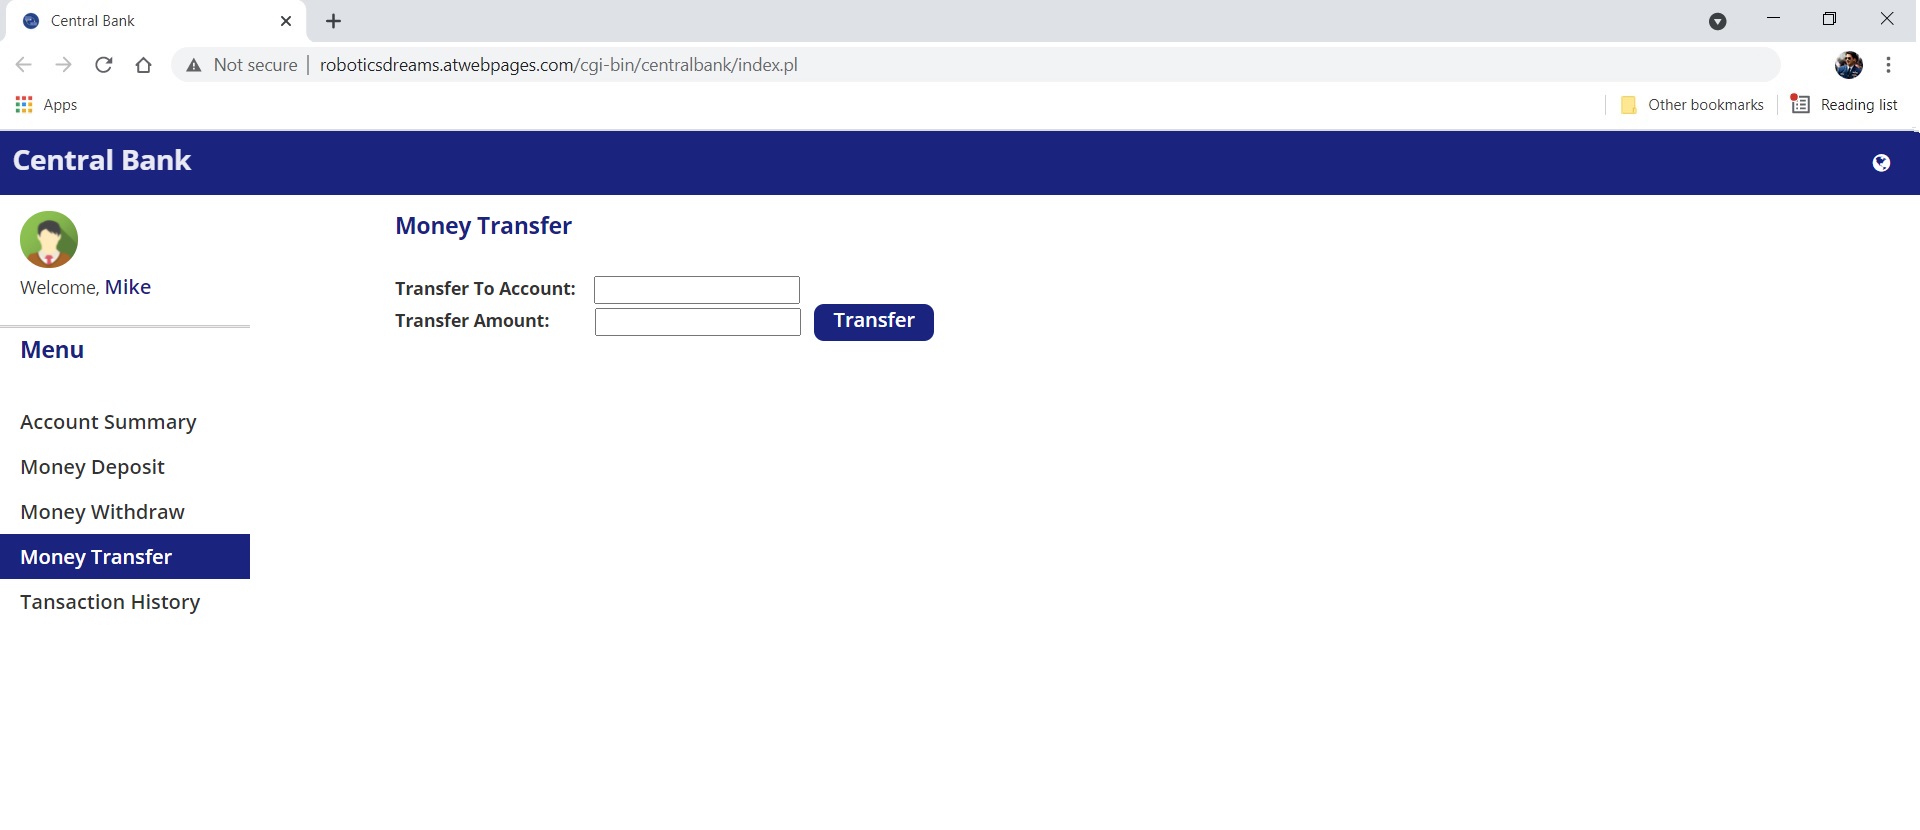 Central Bank
Not secure | roboticsdreams.atwebpages.com/cgi-bin/centralbank/index.pl
Apps
Other bookmarks
Reading list
Central Bank
Welcome, Mike
Menu
Account Summary
Money Deposit
Money Withdraw
Money Transfer
Tansaction History
Money Transfer
Transfer To Account:
Transfer Amount:
Transfer